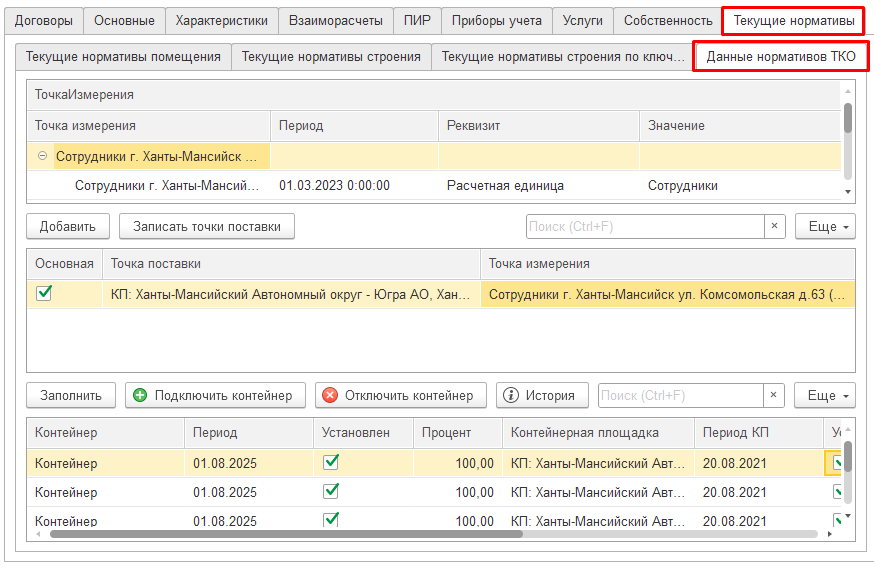 Договоры Основные Характеристики Взаиморасчеты ПИР Приборы учета Услуги Собственность Текущие нормативы
Текущие нормативы помещения Текущие нормативы строения Текущие нормативы строения по ключ... Данные нормативов ТКО
ТочкаИзмерения
Точка измерения Период Реквизит Значение
Сотрудники г. Ханты-Мансийск ...
Сотрудники г. Ханты-Мансий... 01.03.2023 0:00:00 Расчетная единица Сотрудники
Добавить Записать точки поставки Поиск (Ctrl+F) × Еще
Основная Точка поставки Точка измерения
КП: Ханты-Мансийский Автономный округ - Югра АО, Хан... Сотрудники г. Ханты-Мансийск ул. Комсомольская д.63 (...
Заполнить Подключить контейнер Отключить контейнер История Поиск (Ctrl+F) × Еще
Контейнер Период Установлен Процент Контейнерная площадка Период КП Ус
Контейнер 01.08.2025 100,00 КП: Ханты-Мансийский Авт... 20.08.2021
Контейнер 01.08.2025 100,00 КП: Ханты-Мансийский Авт... 20.08.2021
Контейнер 01.08.2025 100,00 КП: Ханты-Мансийский Авт... 20.08.2021